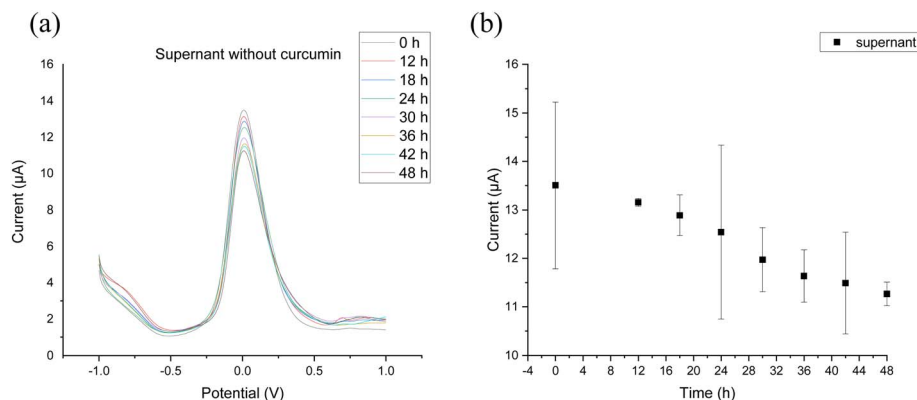 (a)
Supernant without curcumin
0 h
12 h
18 h
24 h
30 h
36 h
42 h
48 h
16
14
12
10
8
6
4
2
0
Current (μA)
-1.0
-0.5
0.0
0.5
1.0
Potential (V)
(b)
supernant
16
15
14
13
12
11
10
Current (μA)
-4 0 4 8 12 16 20 24 28 32 36 40 44 48
Time (h)